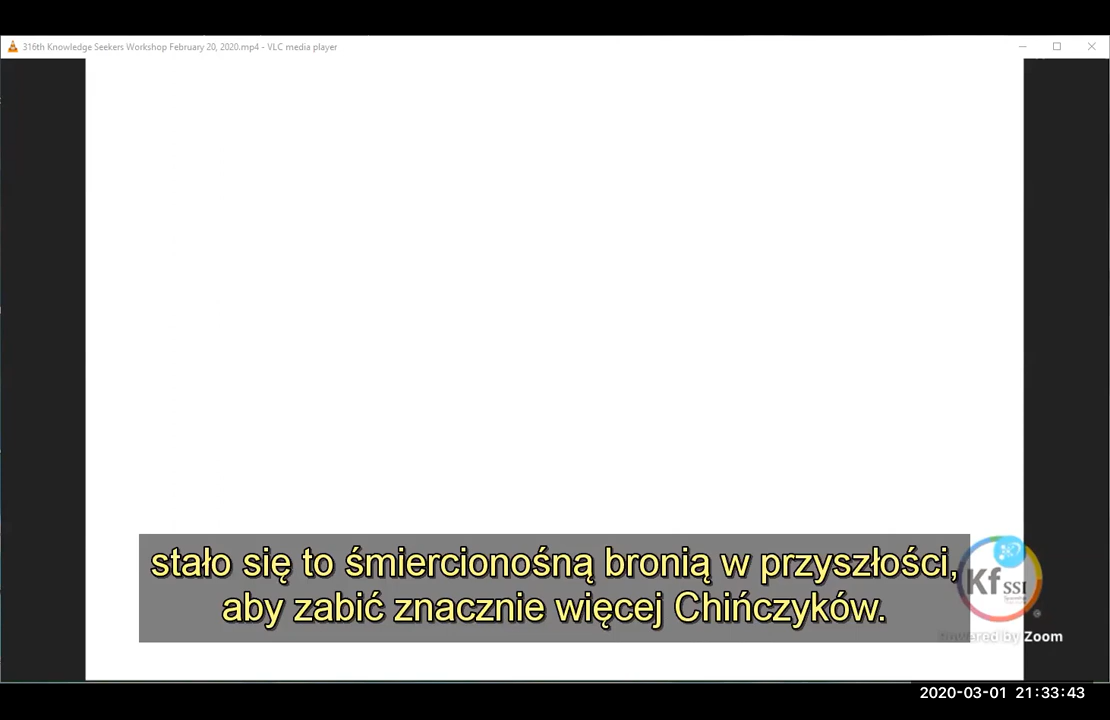 316th Knowledge Seekers Workshop February 20, 2020.mp4 - VLC media player
stało się to śmiercionośną bronią w przyszłości,
aby zabić znacznie więcej Chińczyków.
Kf SSI
powered by Zoom
2020-03-01 21:33:43